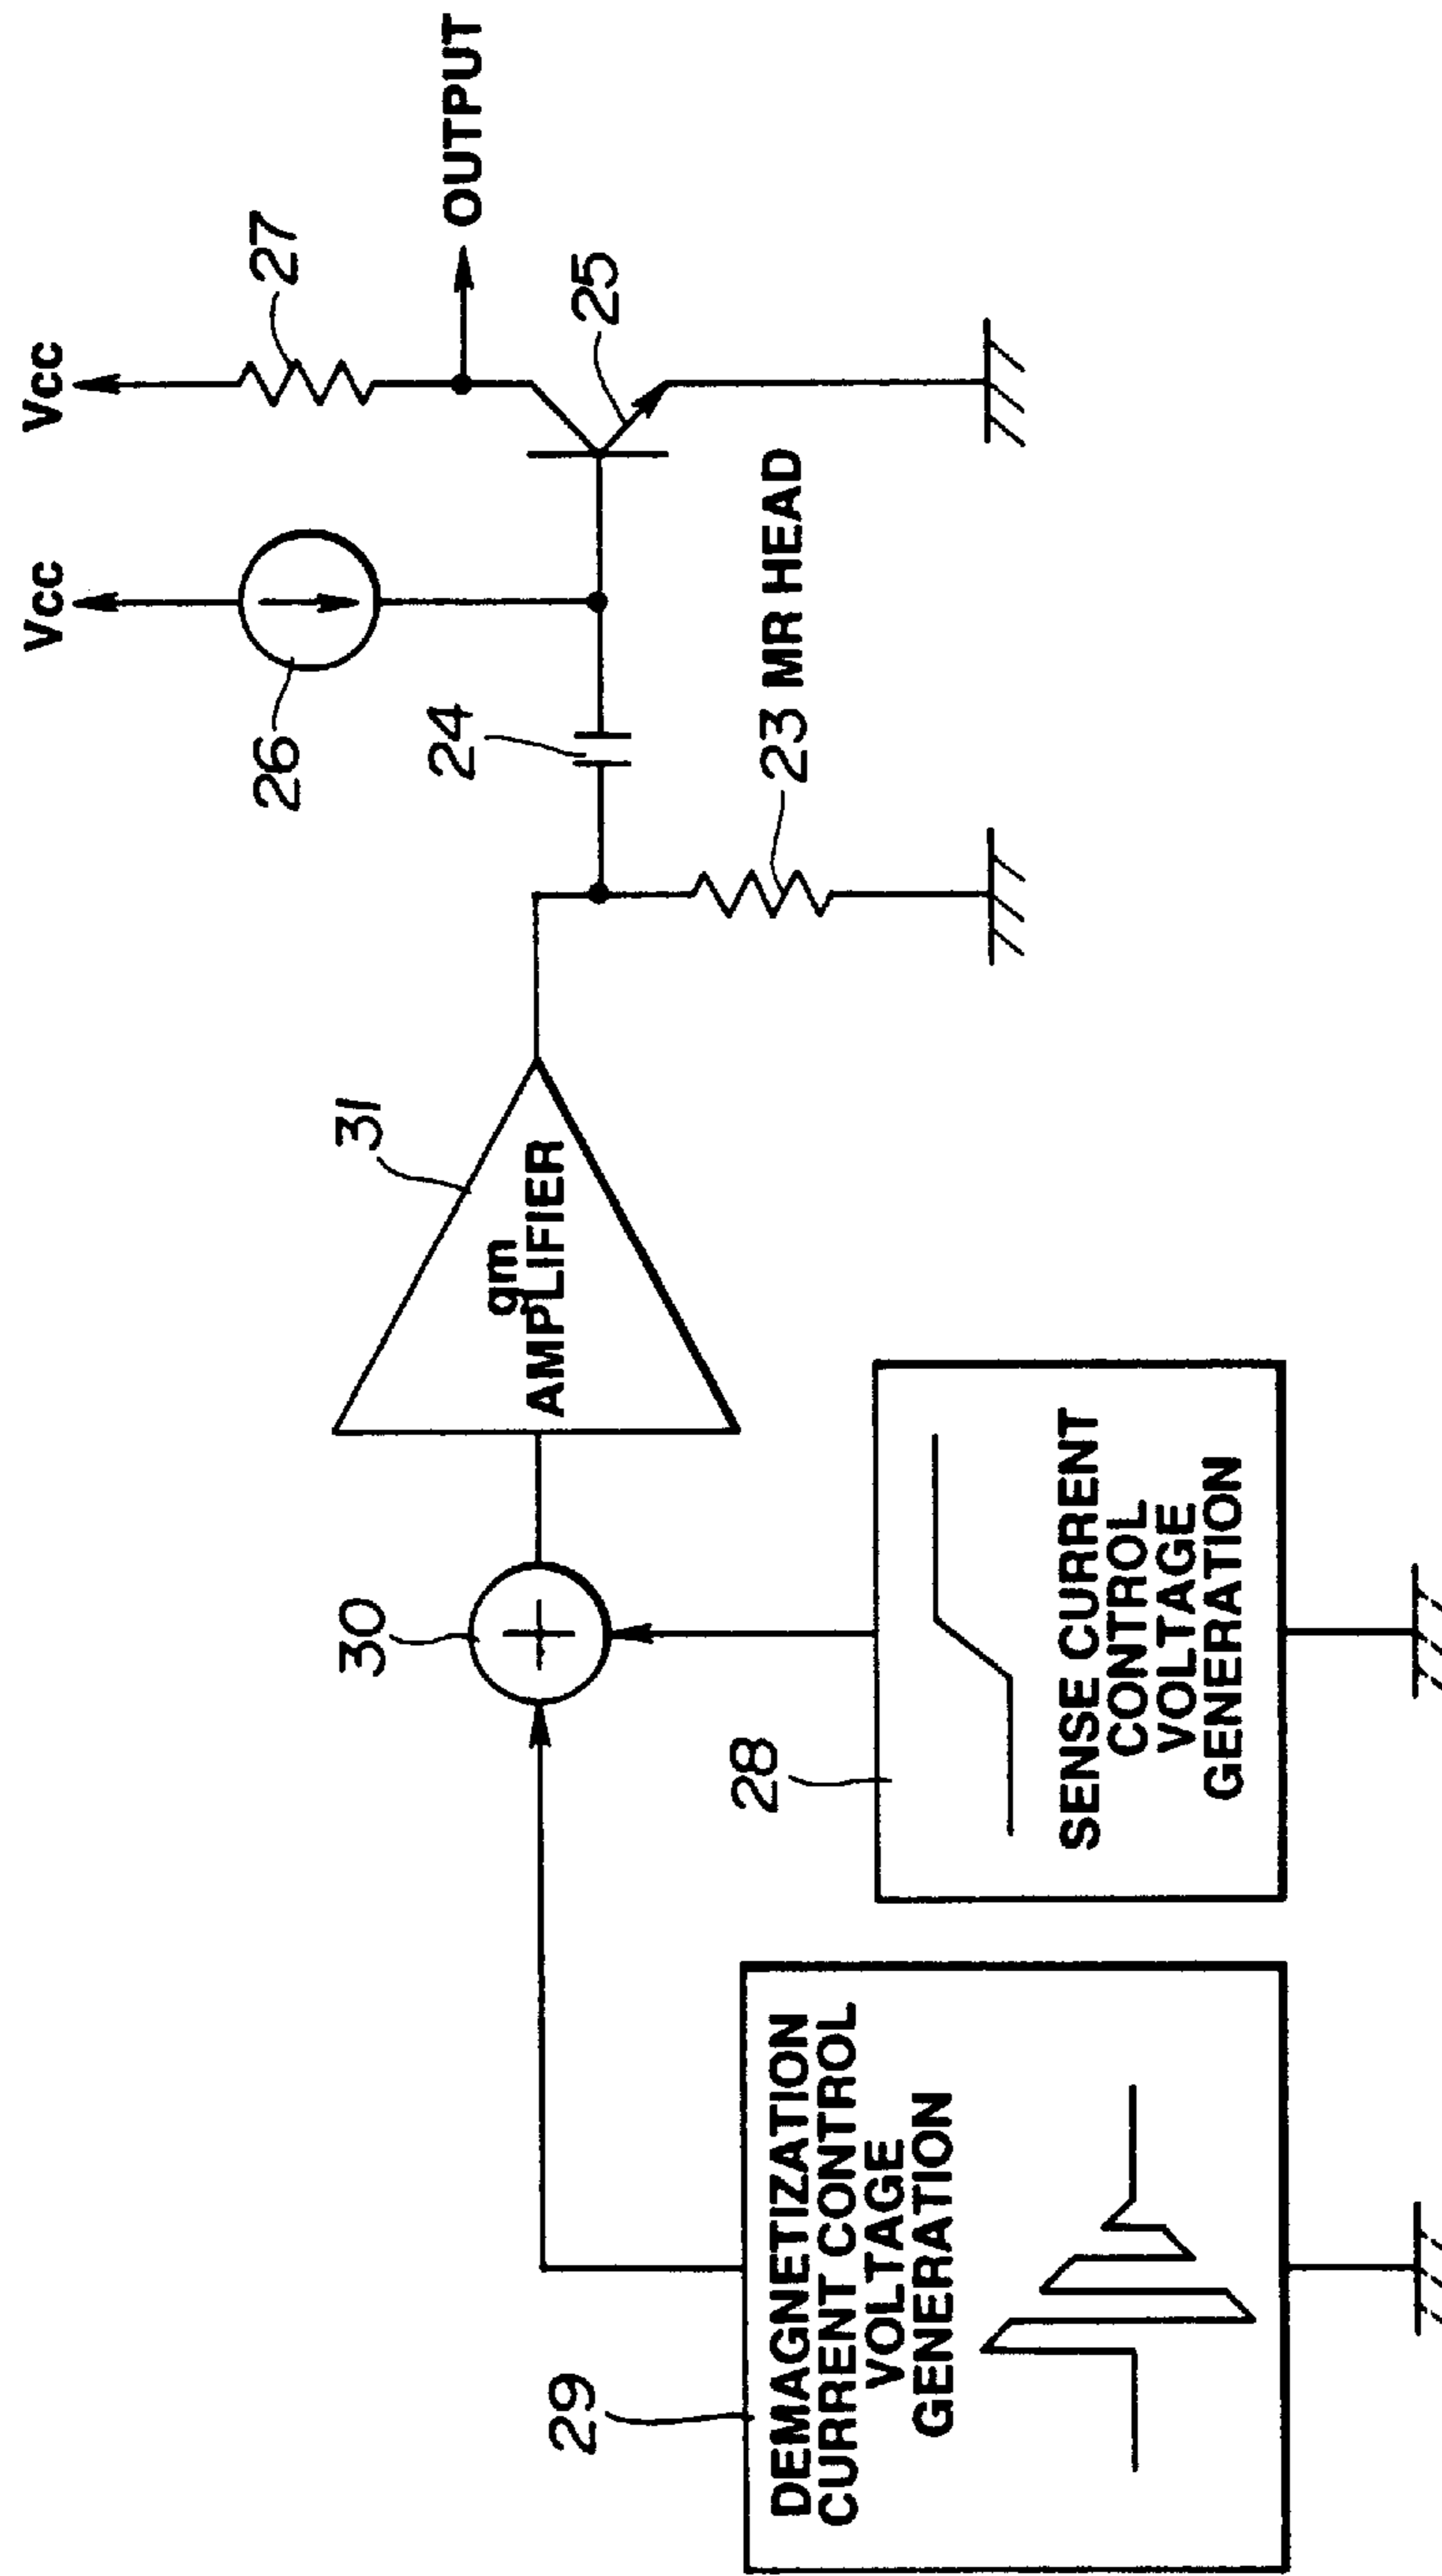 Vcc
Vcc
27
OUTPUT
26
25
24
23 MR HEAD
31
gm
AMPLIFIER
30
28
SENSE CURRENT
CONTROL
VOLTAGE
GENERATION
29
DEMAGNETIZATION
CURRENT CONTROL
VOLTAGE
GENERATION